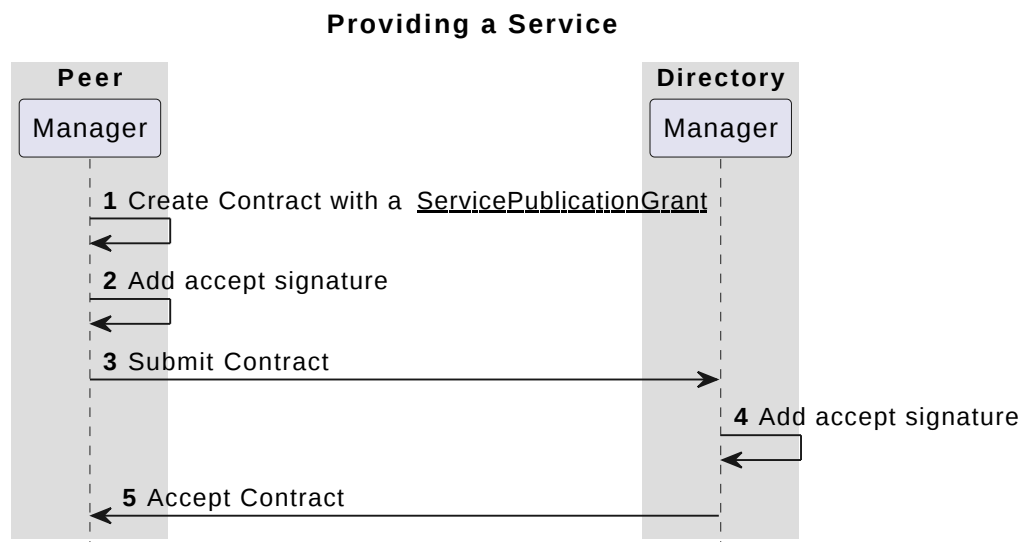 Providing a Service
Peer
Directory
Manager
Manager
1 Create Contract with a ServicePublicationGrant
2 Add accept signature
3 Submit Contract
4 Add accept signature
5 Accept Contract